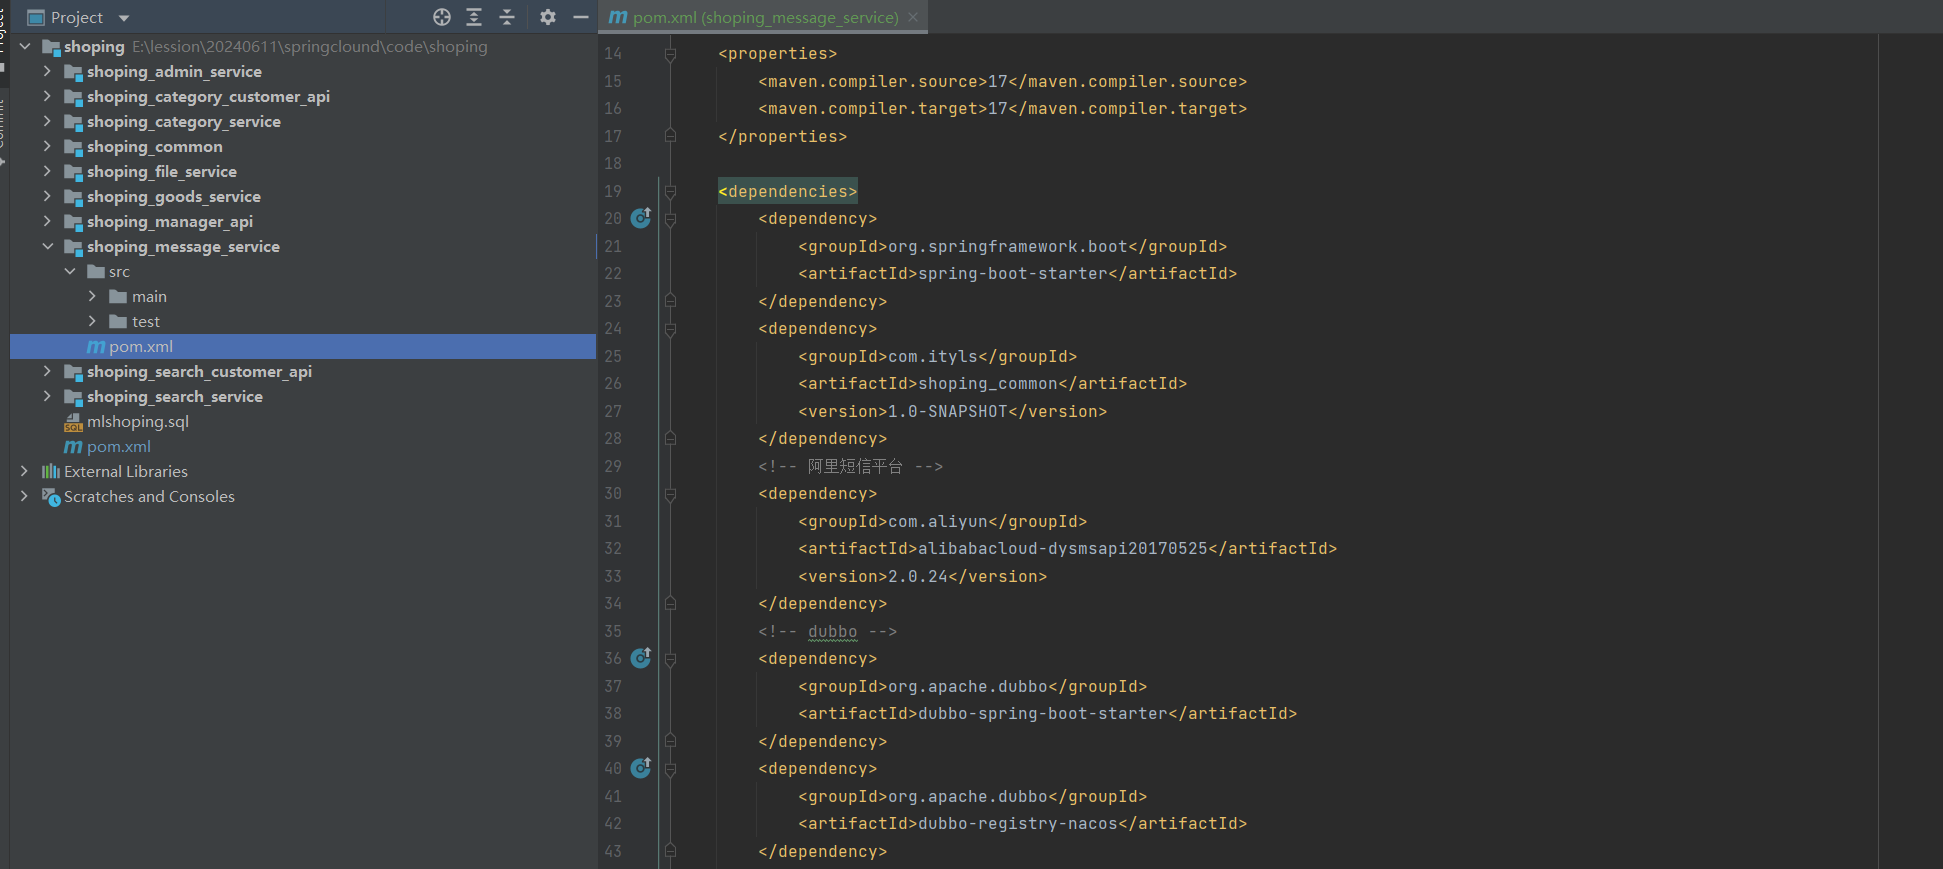 Project
shoping E:\lession\20240611\springclound\code\shoping
shoping_admin_service
shoping_category_customer_api
shoping_category_service
shoping_common
shoping_file_service
shoping_goods_service
shoping_manager_api
shoping_message_service
src
main
test
pom.xml
shoping_search_customer_api
shoping_search_service
mlshoping.sql
pom.xml
External Libraries
Scratches and Consoles
pom.xml (shoping_message_service)
14 <properties>
15 <maven.compiler.source>17</maven.compiler.source>
16 <maven.compiler.target>17</maven.compiler.target>
17 </properties>
18
19 <dependencies>
20 <dependency>
21 <groupId>org.springframework.boot</groupId>
22 <artifactId>spring-boot-starter</artifactId>
23 </dependency>
24 <dependency>
25 <groupId>com.ityls</groupId>
26 <artifactId>shoping_common</artifactId>
27 <version>1.0-SNAPSHOT</version>
28 </dependency>
29 <!-- 阿里短信平台 -->
30 <dependency>
31 <groupId>com.aliyun</groupId>
32 <artifactId>alibabacloud-dysmsapi20170525</artifactId>
33 <version>2.0.24</version>
34 </dependency>
35 <!-- dubbo -->
36 <dependency>
37 <groupId>org.apache.dubbo</groupId>
38 <artifactId>dubbo-spring-boot-starter</artifactId>
39 </dependency>
40 <dependency>
41 <groupId>org.apache.dubbo</groupId>
42 <artifactId>dubbo-registry-nacos</artifactId>
43 </dependency>